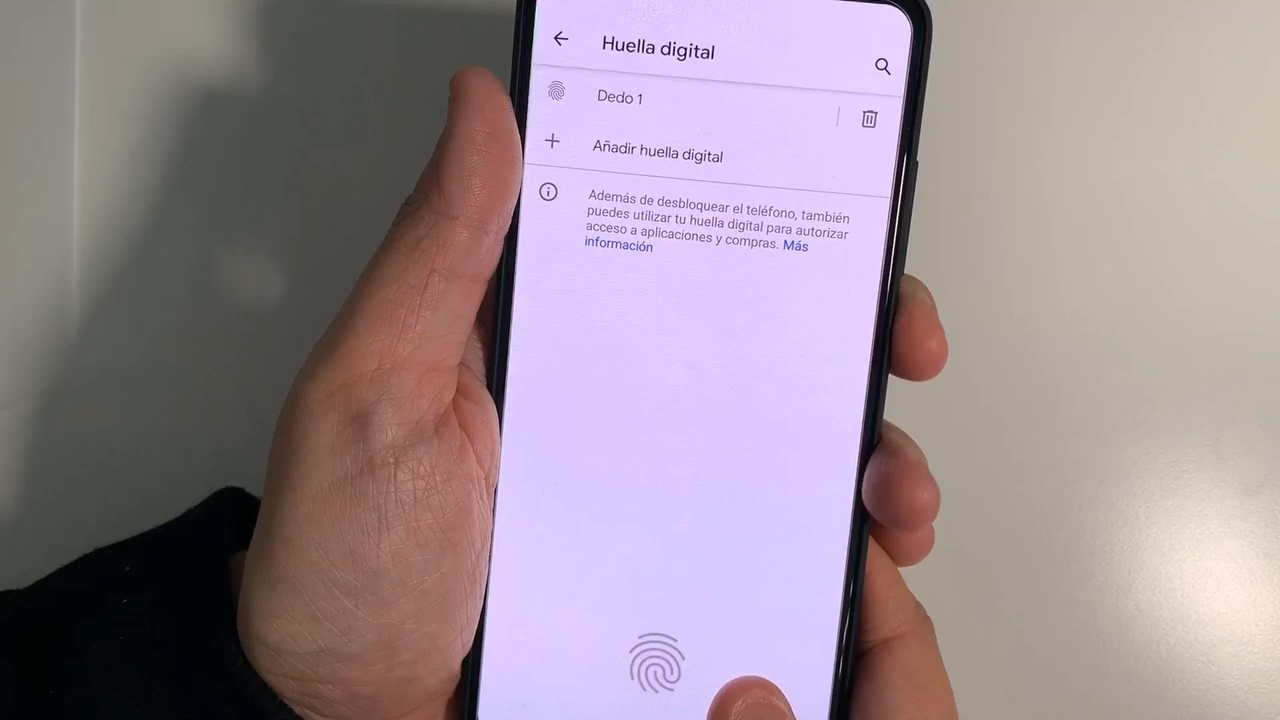 Huella digital
Dedo 1
Añadir huella digital
Además de desbloquear el teléfono, también
puedes utilizar tu huella digital para autorizar
acceso a aplicaciones y compras. Más
información